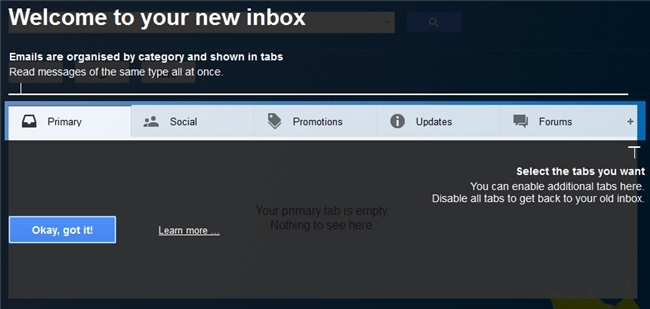 Welcome to your new inbox
Emails are organised by category and shown in tabs
Read messages of the same type all at once.
Primary
Social
Promotions
Updates
Forums
+
Select the tabs you want
You can enable additional tabs here.
Disable all tabs to get back to your old inbox.
Your primary tab is empty.
Nothing to see here.
Okay, got it!
Learn more ...